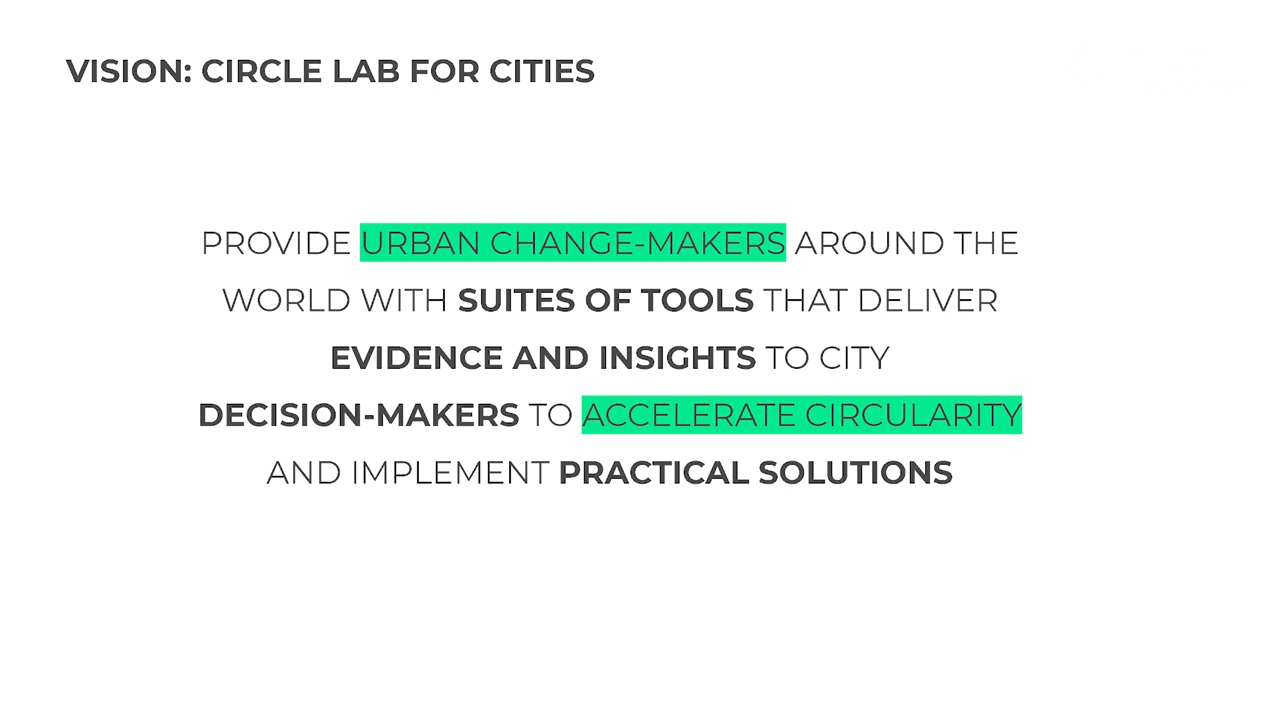 VISION: CIRCLE LAB FOR CITIES
PROVIDE URBAN CHANGE-MAKERS AROUND THE
WORLD WITH SUITES OF TOOLS THAT DELIVER
EVIDENCE AND INSIGHTS TO CITY
DECISION-MAKERS TO ACCELERATE CIRCULARITY
AND IMPLEMENT PRACTICAL SOLUTIONS